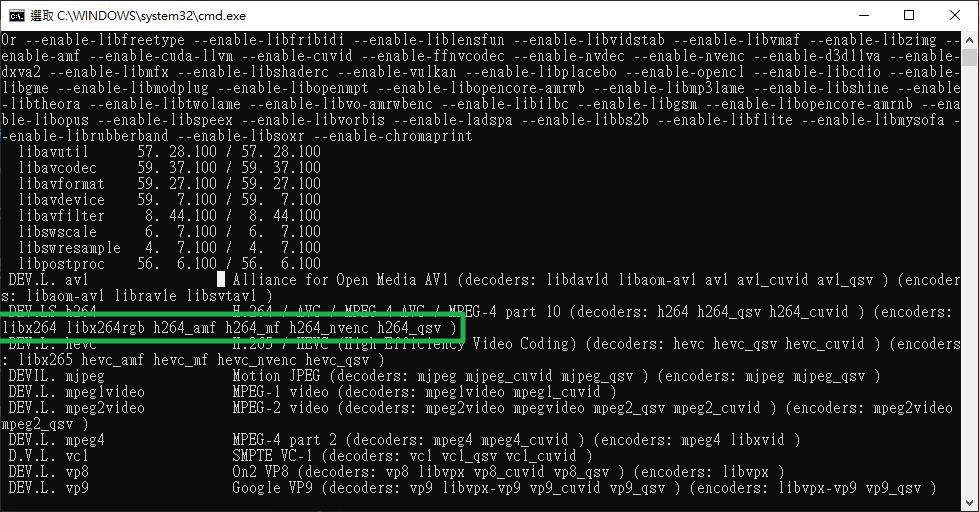 選取 C:\WINDOWS\system32\cmd.exe
0r --enable-libfreetype --enable-libfribidi --enable-liblensfun --enable-libvidstab --enable-libvmaf --enable-libzimg --
enable-amf --enable-cuda-llvm --enable-cuvid --enable-ffnvcodec --enable-nvdec --enable-nvenc --enable-d3d11va --enable-
dxva2 --enable-libmfx --enable-libshaderc --enable-vulkan --enable-libplacebo --enable-opencl --enable-libcdio --enable-
libgme --enable-libmodplug --enable-libopenmpt --enable-libopencore-amrwb --enable-libmp3lame --enable-libshine --enable
-libtheora --enable-libtwolame --enable-libvo-amrwbenc --enable-libilbc --enable-libgsm --enable-libopencore-amrnb --ena
ble-libopus --enable-libspeex --enable-libvorbis --enable-ladspa --enable-libbs2b --enable-libflite --enable-libmysofa -
-enable-librubberband --enable-libsoxr --enable-chromaprint
libavutil 57. 28.100 / 57. 28.100
libavcodec 59. 37.100 / 59. 37.100
libavformat 59. 27.100 / 59. 27.100
libavdevice 59. 7.100 / 59. 7.100
libavfilter 8. 44.100 / 8. 44.100
libswscale 6. 7.100 / 6. 7.100
libswresample 4. 7.100 / 4. 7.100
libpostproc 56. 6.100 / 56. 6.100
DEV.L. av1 Alliance for Open Media AV1 (decoders: libdav1d libaom-av1 av1 av1_cuvid av1_qsv ) (encoder
s: libaom-av1 librav1e libsvtav1 )
DEV.LS h264 H.264 / AVC / MPEG-4 AVC / MPEG-4 part 10 (decoders: h264 h264_qsv h264_cuvid ) (encoders:
libx264 libx264rgb h264_amf h264_mf h264_nvenc h264_qsv )
DEV.L. hevc H.265 / HEVC (High Efficiency Video Coding) (decoders: hevc hevc_qsv hevc_cuvid ) (encoders
: libx265 hevc_amf hevc_mf hevc_nvenc hevc_qsv )
DEVIL. mjpeg Motion JPEG (decoders: mjpeg mjpeg_cuvid mjpeg_qsv ) (encoders: mjpeg mjpeg_qsv )
DEV.L. mpeg1video MPEG-1 video (decoders: mpeg1video mpeg1_cuvid )
DEV.L. mpeg2video MPEG-2 video (decoders: mpeg2video mpegvideo mpeg2_qsv mpeg2_cuvid ) (encoders: mpeg2video
mpeg2_qsv )
DEV.L. mpeg4 MPEG-4 part 2 (decoders: mpeg4 mpeg4_cuvid ) (encoders: mpeg4 libxvid )
D.V.L. vc1 SMPTE VC-1 (decoders: vc1 vc1_qsv vc1_cuvid )
DEV.L. vp8 On2 VP8 (decoders: vp8 libvpx vp8_cuvid vp8_qsv ) (encoders: libvpx )
DEV.L. vp9 Google VP9 (decoders: vp9 libvpx-vp9 vp9_cuvid vp9_qsv ) (encoders: libvpx-vp9 vp9_qsv )